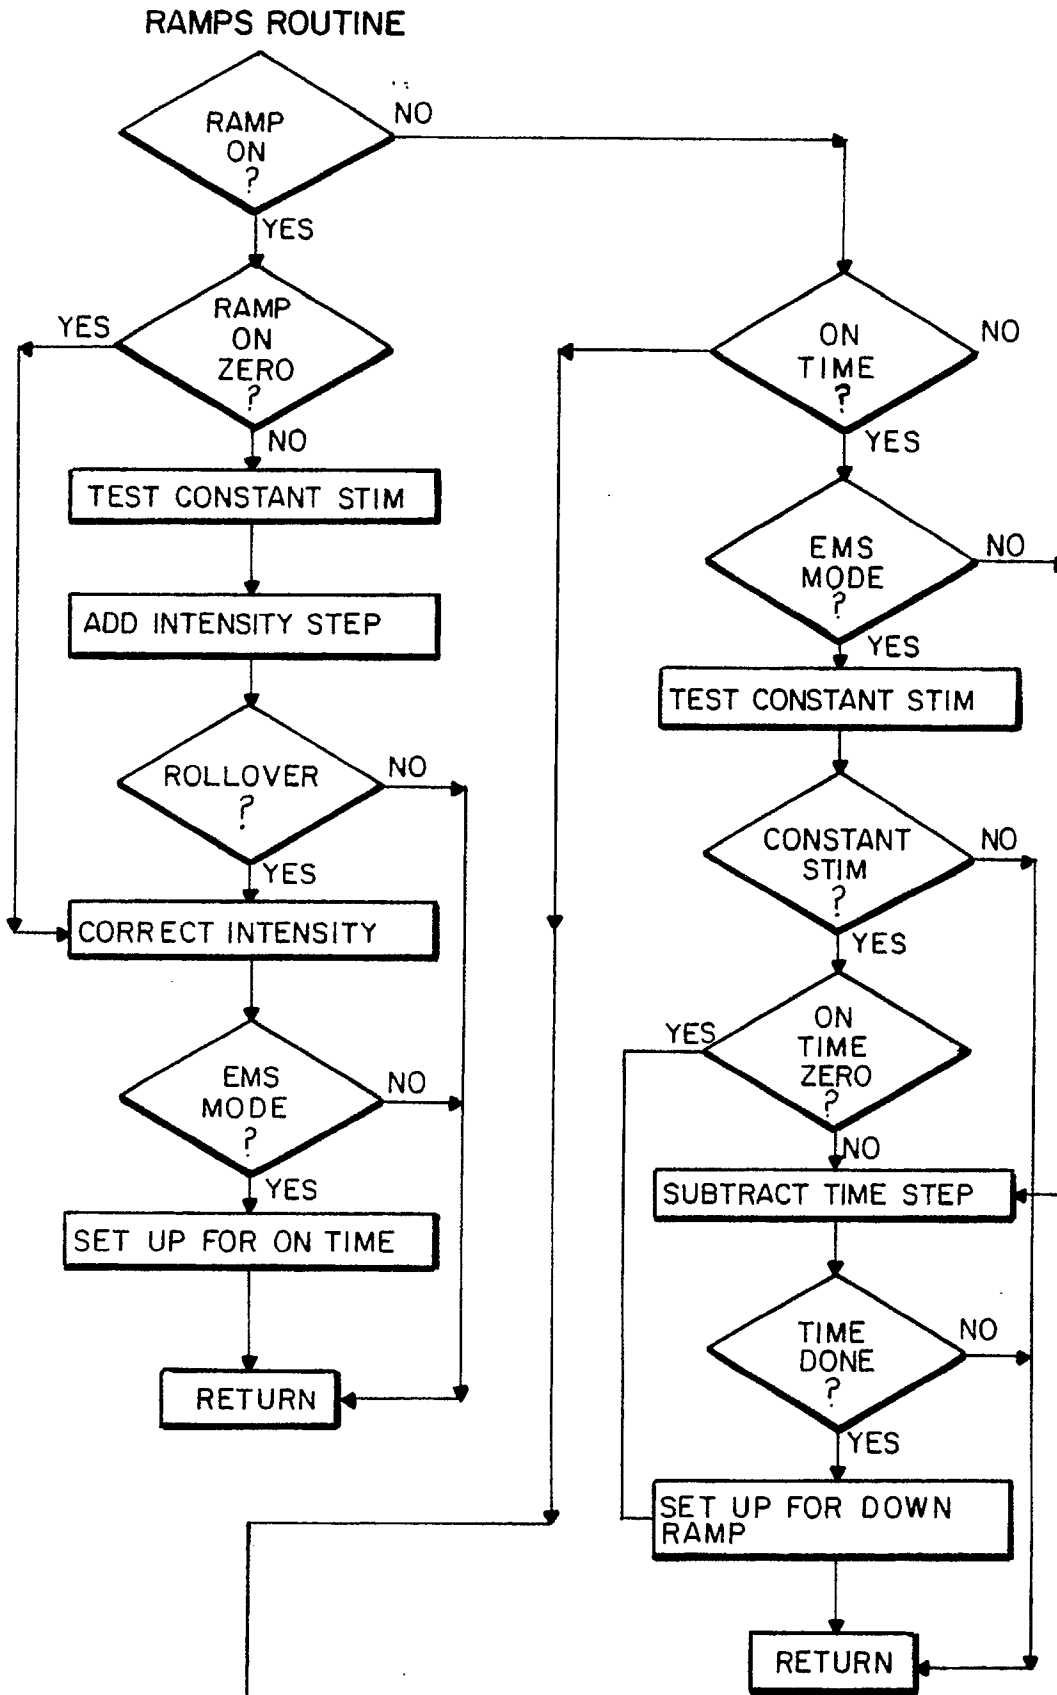 RAMPS ROUTINE
RAMP
ON
?
NO
YES
RAMP
ON
ZERO
?
YES
NO
TEST CONSTANT STIM
ADD INTENSITY STEP
ROLLOVER
?
NO
YES
CORRECT INTENSITY
EMS
MODE
?
NO
YES
SET UP FOR ON TIME
RETURN
ON
TIME
?
NO
YES
EMS
MODE
?
NO
YES
TEST CONSTANT STIM
CONSTANT
STIM
?
NO
YES
ON
TIME
ZERO
?
YES
NO
SUBTRACT TIME STEP
TIME
DONE
?
NO
YES
SET UP FOR DOWN
RAMP
RETURN